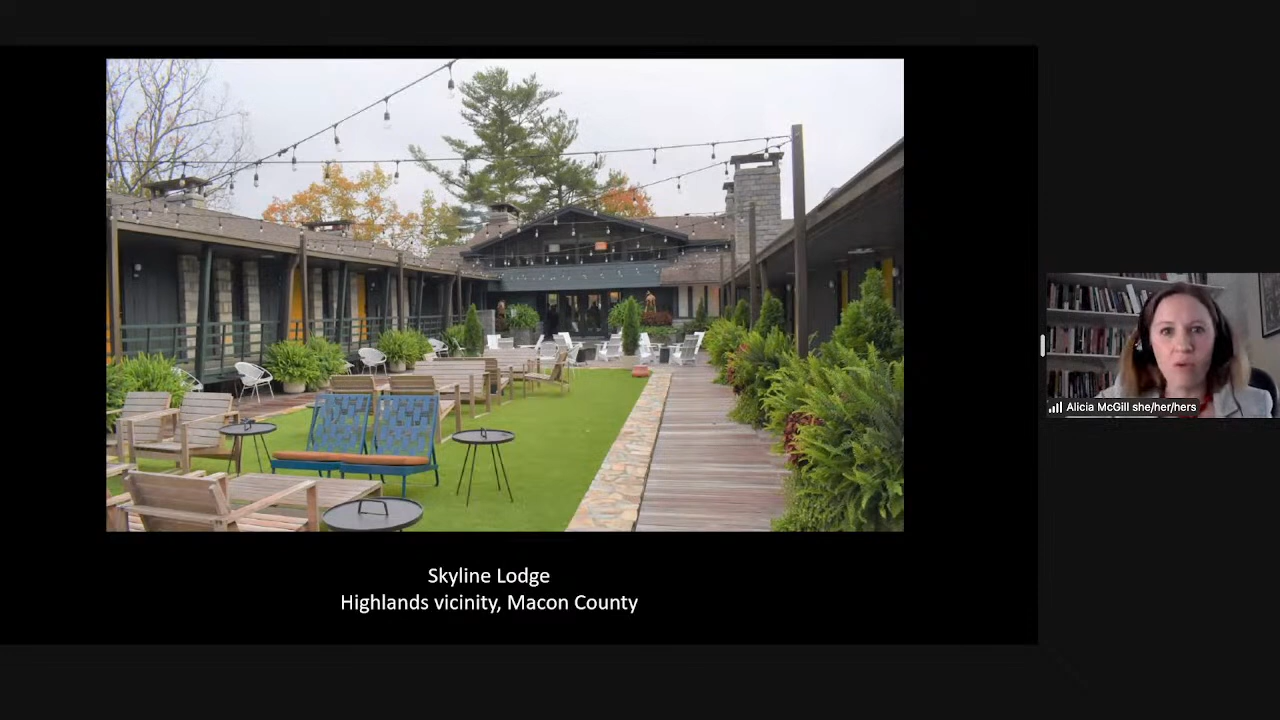 Skyline Lodge
Highlands vicinity, Macon County
Alicia McGill she/her/hers